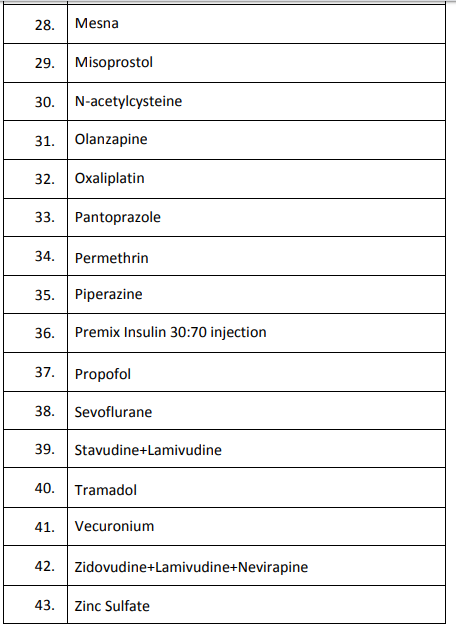 28. Mesna
29. Misoprostol
30. N-acetylcysteine
31. Olanzapine
32. Oxaliplatin
33. Pantoprazole
34. Permethrin
35. Piperazine
36. Premix Insulin 30:70 injection
37. Propofol
38. Sevoflurane
39. Stavudine+Lamivudine
40. Tramadol
41. Vecuronium
42. Zidovudine+Lamivudine+Nevirapine
43. Zinc Sulfate